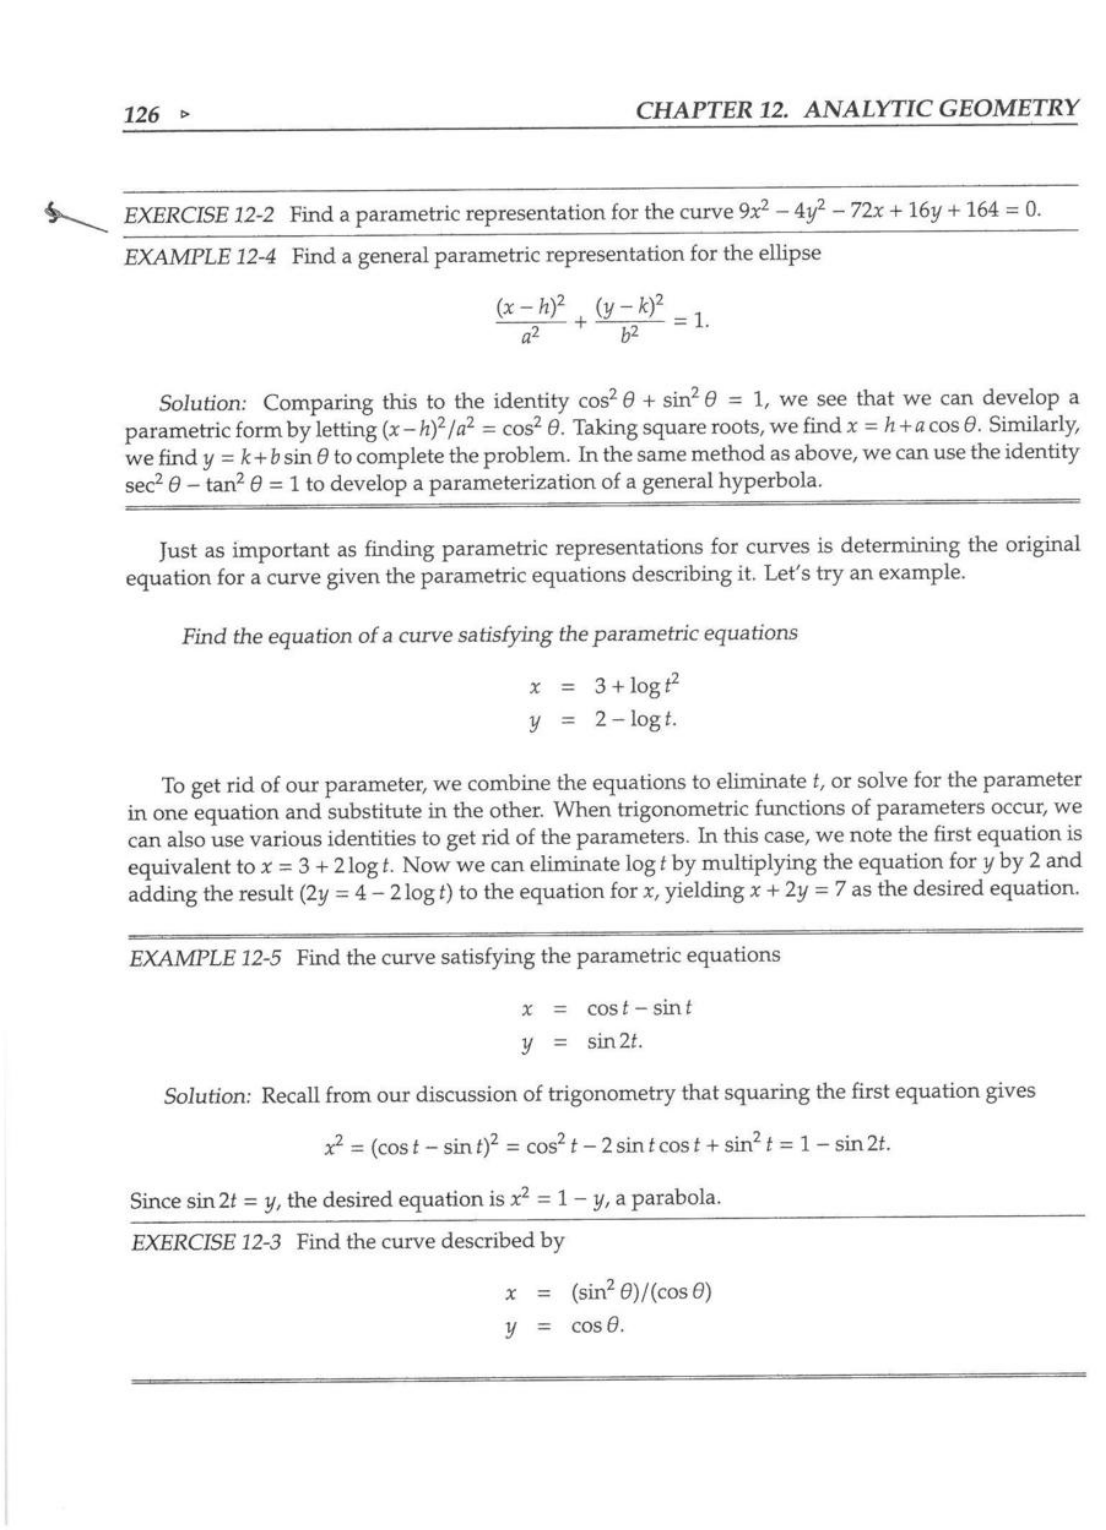 126 ▹ CHAPTER 12. ANALYTIC GEOMETRY
EXERCISE 12-2 Find a parametric representation for the curve 9x² − 4y² − 72x + 16y + 164 = 0.
EXAMPLE 12-4 Find a general parametric representation for the ellipse
(x − h)²/a² + (y − k)²/b² = 1.
Solution: Comparing this to the identity cos² θ + sin² θ = 1, we see that we can develop a
parametric form by letting (x − h)²/a² = cos² θ. Taking square roots, we find x = h + a cos θ. Similarly,
we find y = k + b sin θ to complete the problem. In the same method as above, we can use the identity
sec² θ − tan² θ = 1 to develop a parameterization of a general hyperbola.
Just as important as finding parametric representations for curves is determining the original
equation for a curve given the parametric equations describing it. Let's try an example.
Find the equation of a curve satisfying the parametric equations
x = 3 + log t²
y = 2 − log t.
To get rid of our parameter, we combine the equations to eliminate t, or solve for the parameter
in one equation and substitute in the other. When trigonometric functions of parameters occur, we
can also use various identities to get rid of the parameters. In this case, we note the first equation is
equivalent to x = 3 + 2 log t. Now we can eliminate log t by multiplying the equation for y by 2 and
adding the result (2y = 4 − 2 log t) to the equation for x, yielding x + 2y = 7 as the desired equation.
EXAMPLE 12-5 Find the curve satisfying the parametric equations
x = cos t − sin t
y = sin 2t.
Solution: Recall from our discussion of trigonometry that squaring the first equation gives
x² = (cos t − sin t)² = cos² t − 2 sin t cos t + sin² t = 1 − sin 2t.
Since sin 2t = y, the desired equation is x² = 1 − y, a parabola.
EXERCISE 12-3 Find the curve described by
x = (sin² θ)/(cos θ)
y = cos θ.